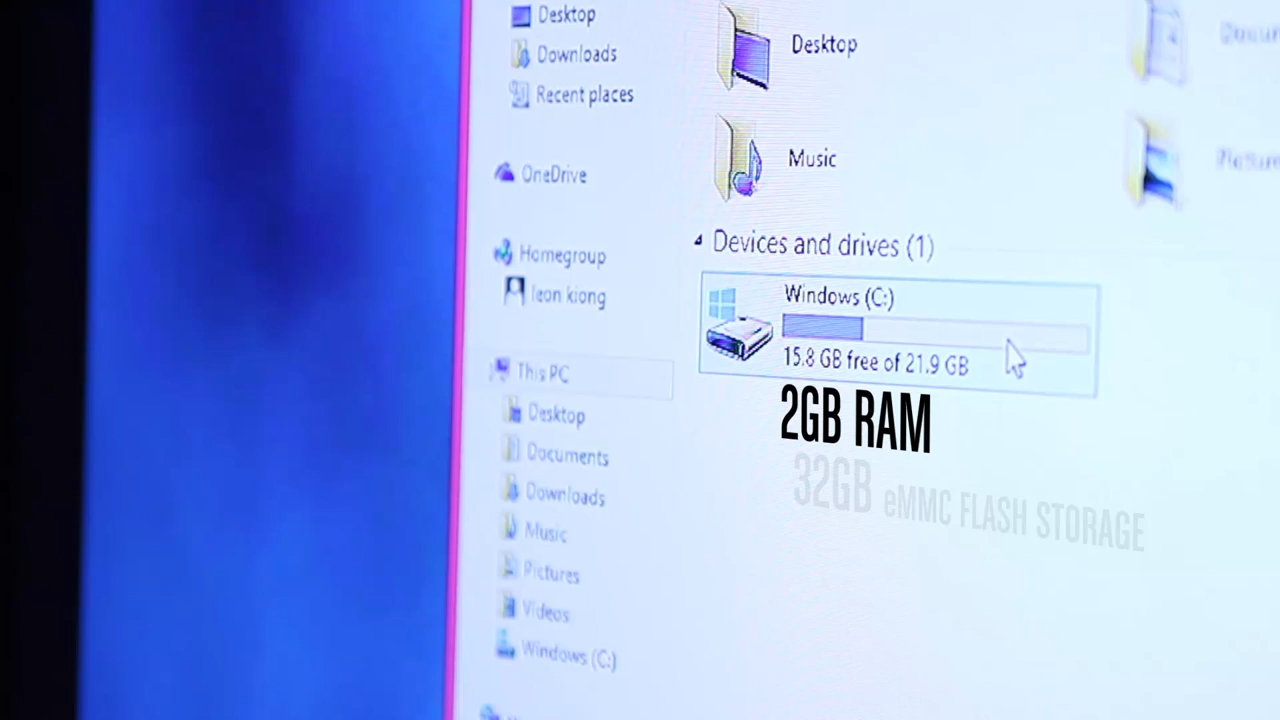 Desktop
Downloads
Recent places
OneDrive
Homegroup
leon kiong
This PC
Desktop
Documents
Downloads
Music
Pictures
Videos
Windows (C:)
Desktop
Music
Devices and drives (1)
Windows (C:)
15.8 GB free of 21.9 GB
2GB RAM
32GB eMMC FLASH STORAGE